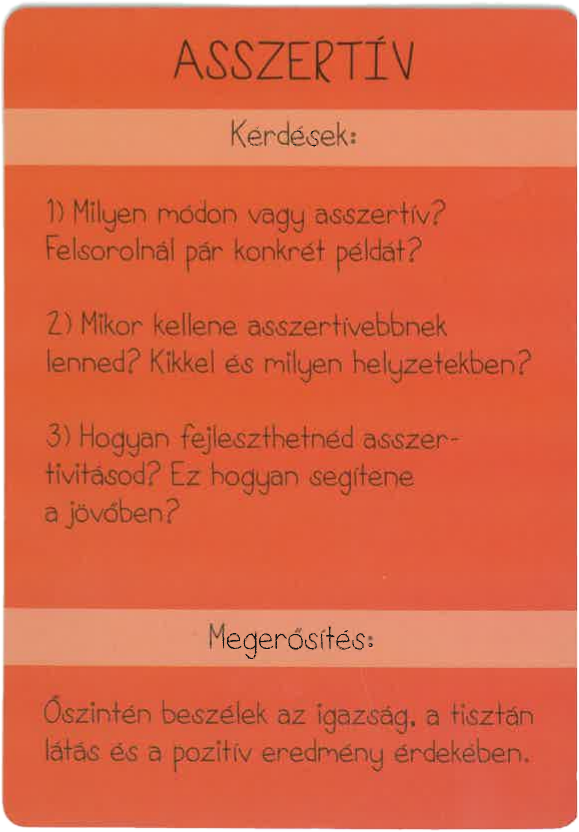 ASSZERTÍV
Kérdések:
1) Milyen módon vagy asszertív?
Felsorolnál pár konkrét példát?
2) Mikor kellene asszertívebbnek
lenned? Kikkel és milyen helyzetekben?
3) Hogyan fejleszthetnéd asszer-
tivitásod? Ez hogyan segítene
a jövőben?
Megerősítés:
Őszintén beszélek az igazság, a tisztán
látás és a pozitív eredmény érdekében.